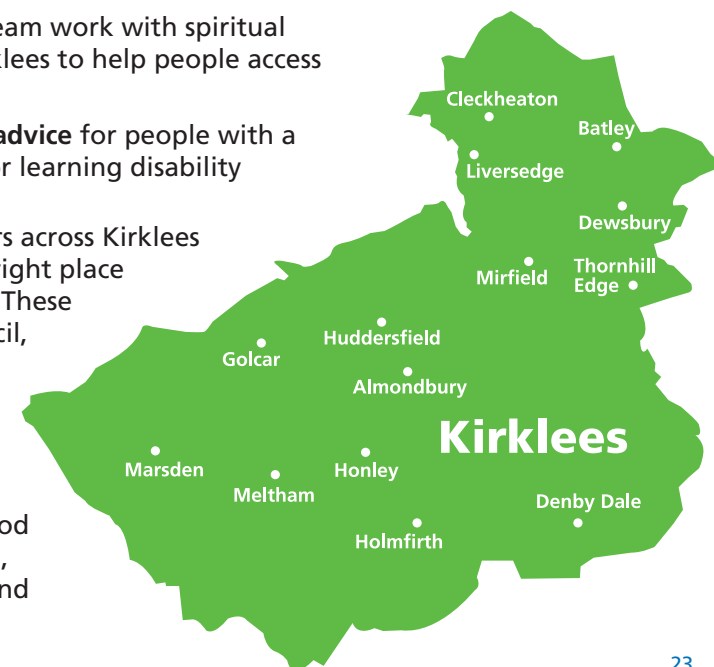 eam work with spiritual
klees to help people access
advice for people with a
r learning disability
rs across Kirklees
ight place
These
cil,
od
,
nd
Cleckheaton
Batley
Liversedge
Dewsbury
Mirfield
Thornhill
Edge
Huddersfield
Golcar
Almondbury
Kirklees
Marsden
Honley
Meltham
Denby Dale
Holmfirth
23